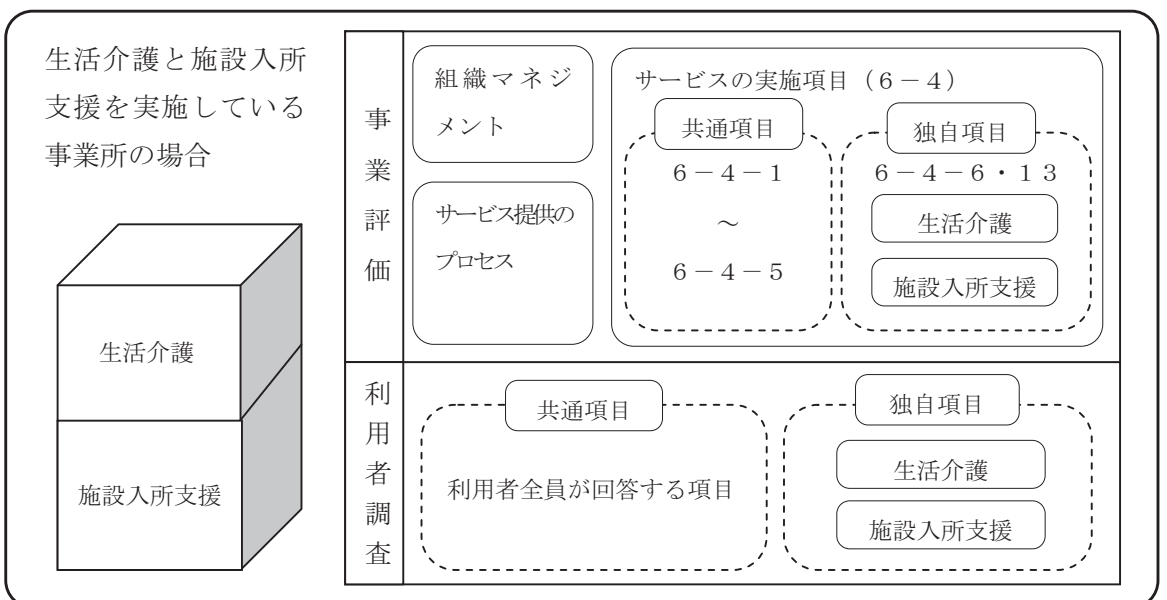 生活介護と施設入所
支援を実施している
事業所の場合
生活介護
施設入所支援
事業評価
組織マネジ
メント
サービス提供の
プロセス
サービスの実施項目(6-4)
共通項目
6-4-1
~
6-4-5
独自項目
6-4-6・13
生活介護
施設入所支援
利用者調査
共通項目
利用者全員が回答する項目
独自項目
生活介護
施設入所支援